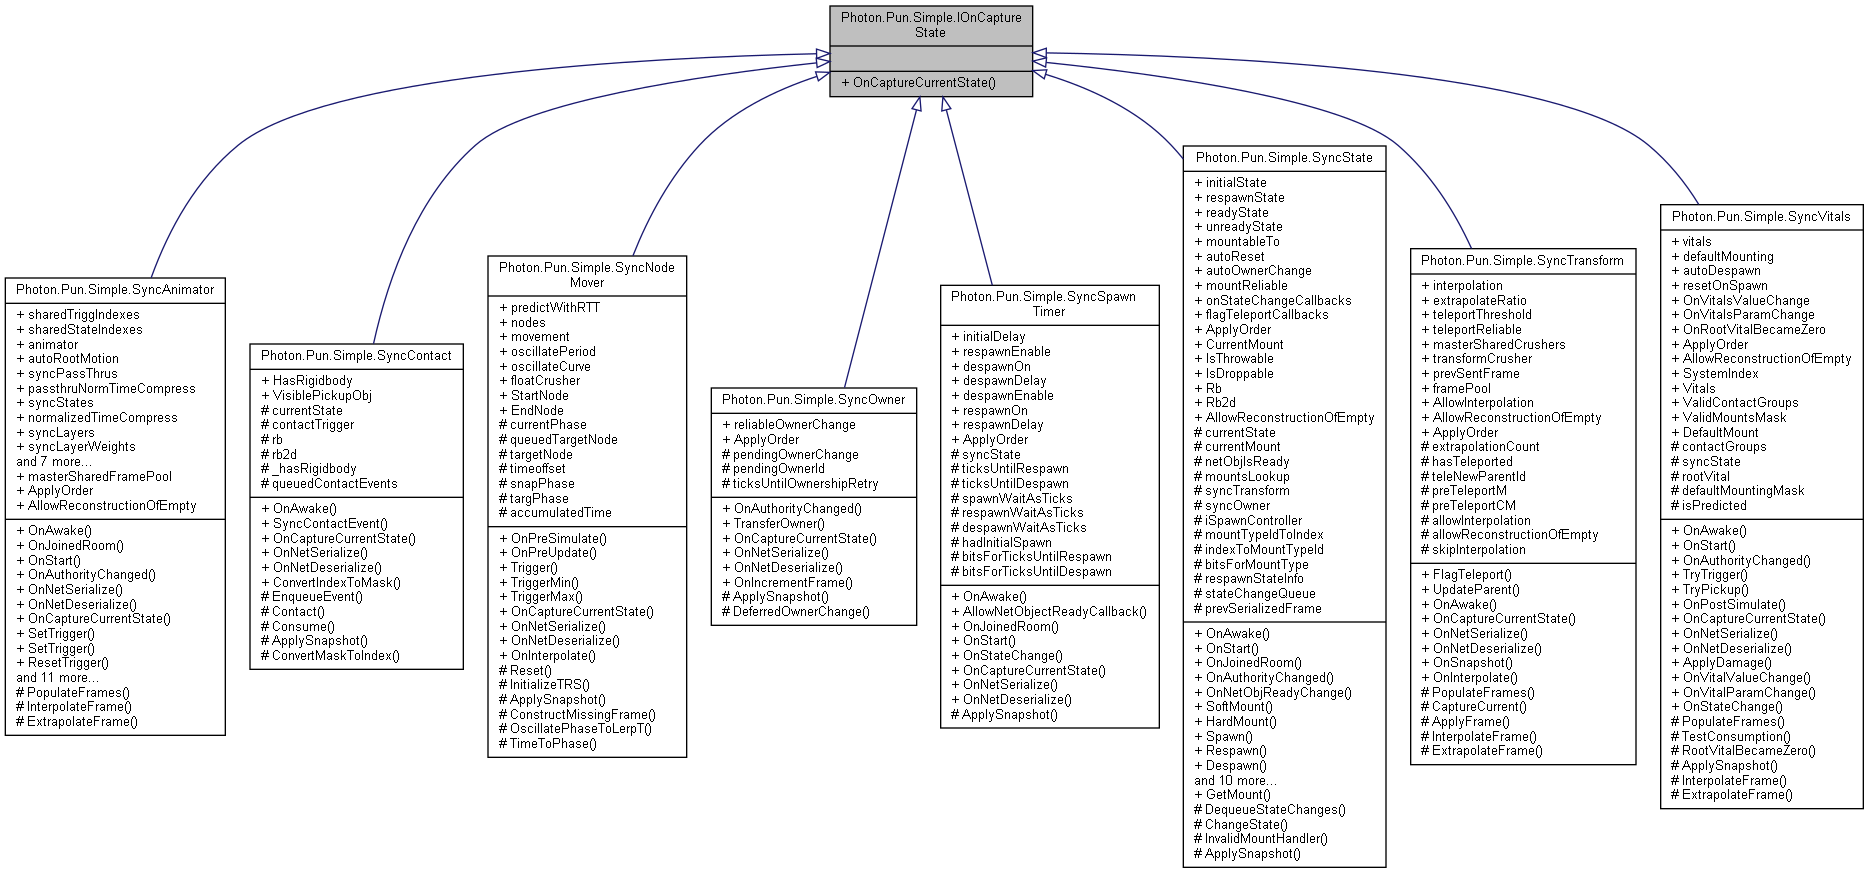 Photon.Pun.Simple.IOnCapture
State
+ OnCaptureCurrentState()
Photon.Pun.Simple.SyncAnimator
+ sharedTriggIndexes
+ sharedStateIndexes
+ animator
+ autoRootMotion
+ syncPassThrus
+ passthruNormTimeCompress
+ syncStates
+ normalizedTimeCompress
+ syncLayers
+ syncLayerWeights
and 7 more...
+ masterSharedFramePool
+ ApplyOrder
+ AllowReconstructionOfEmpty
+ OnAwake()
+ OnJoinedRoom()
+ OnStart()
+ OnAuthorityChanged()
+ OnNetSerialize()
+ OnNetDeserialize()
+ OnCaptureCurrentState()
+ SetTrigger()
+ SetTrigger()
+ ResetTrigger()
and 11 more...
# PopulateFrames()
# InterpolateFrame()
# ExtrapolateFrame()
Photon.Pun.Simple.SyncContact
+ HasRigidbody
+ VisiblePickupObj
# currentState
# contactTrigger
# rb
# rb2d
# _hasRigidbody
# queuedContactEvents
+ OnAwake()
+ SyncContactEvent()
+ OnCaptureCurrentState()
+ OnNetSerialize()
+ OnNetDeserialize()
+ ConvertIndexToMask()
# EnqueueEvent()
# Contact()
# Consume()
# ApplySnapshot()
# ConvertMaskToIndex()
Photon.Pun.Simple.SyncNode
Mover
+ predictWithRTT
+ nodes
+ movement
+ oscillatePeriod
+ oscillateCurve
+ floatCrusher
+ StartNode
+ EndNode
# currentPhase
# queuedTargetNode
# targetNode
# timeoffset
# snapPhase
# targPhase
# accumulatedTime
+ OnPreSimulate()
+ OnPreUpdate()
+ Trigger()
+ TriggerMin()
+ TriggerMax()
+ OnCaptureCurrentState()
+ OnNetSerialize()
+ OnNetDeserialize()
+ OnInterpolate()
# Reset()
# InitializeTRS()
# ApplySnapshot()
# ConstructMissingFrame()
# OscillatePhaseToLerpT()
# TimeToPhase()
Photon.Pun.Simple.SyncOwner
+ reliableOwnerChange
+ ApplyOrder
# pendingOwnerChange
# pendingOwnerId
# ticksUntilOwnershipRetry
+ OnAuthorityChanged()
+ TransferOwner()
+ OnCaptureCurrentState()
+ OnNetSerialize()
+ OnNetDeserialize()
+ OnIncrementFrame()
# ApplySnapshot()
# DeferredOwnerChange()
Photon.Pun.Simple.SyncSpawn
Timer
+ initialDelay
+ respawnEnable
+ despawnOn
+ despawnDelay
+ despawnEnable
+ respawnOn
+ respawnDelay
+ ApplyOrder
# syncState
# ticksUntilRespawn
# ticksUntilDespawn
# spawnWaitAsTicks
# respawnWaitAsTicks
# despawnWaitAsTicks
# hadInitialSpawn
# bitsForTicksUntilRespawn
# bitsForTicksUntilDespawn
+ OnAwake()
+ AllowNetObjectReadyCallback()
+ OnJoinedRoom()
+ OnStart()
+ OnStateChange()
+ OnCaptureCurrentState()
+ OnNetSerialize()
+ OnNetDeserialize()
# ApplySnapshot()
Photon.Pun.Simple.SyncState
+ initialState
+ respawnState
+ readyState
+ unreadyState
+ mountableTo
+ autoReset
+ autoOwnerChange
+ mountReliable
+ onStateChangeCallbacks
+ flagTeleportCallbacks
+ ApplyOrder
+ CurrentMount
+ IsThrowable
+ IsDroppable
+ Rb
+ Rb2d
+ AllowReconstructionOfEmpty
# currentState
# currentMount
# netObjIsReady
# mountsLookup
# syncTransform
# syncOwner
# iSpawnController
# mountTypeIdToIndex
# indexToMountTypeId
# bitsForMountType
# respawnStateInfo
# stateChangeQueue
# prevSerializedFrame
+ OnAwake()
+ OnStart()
+ OnJoinedRoom()
+ OnAuthorityChanged()
+ OnNetObjReadyChange()
+ SoftMount()
+ HardMount()
+ Spawn()
+ Respawn()
+ Despawn()
and 10 more...
+ GetMount()
# DequeueStateChanges()
# ChangeState()
# InvalidMountHandler()
# ApplySnapshot()
Photon.Pun.Simple.SyncTransform
+ interpolation
+ extrapolateRatio
+ teleportThreshold
+ teleportReliable
+ masterSharedCrushers
+ transformCrusher
+ prevSentFrame
+ framePool
+ AllowInterpolation
+ AllowReconstructionOfEmpty
+ ApplyOrder
# extrapolationCount
# hasTeleported
# teleNewParentId
# preTeleportM
# preTeleportCM
# allowInterpolation
# allowReconstructionOfEmpty
# skipInterpolation
+ FlagTeleport()
+ UpdateParent()
+ OnAwake()
+ OnCaptureCurrentState()
+ OnNetSerialize()
+ OnNetDeserialize()
+ OnSnapshot()
+ OnInterpolate()
# PopulateFrames()
# CaptureCurrent()
# ApplyFrame()
# InterpolateFrame()
# ExtrapolateFrame()
Photon.Pun.Simple.SyncVitals
+ vitals
+ defaultMounting
+ autoDespawn
+ resetOnSpawn
+ OnVitalsValueChange
+ OnVitalsParamChange
+ OnRootVitalBecameZero
+ ApplyOrder
+ AllowReconstructionOfEmpty
+ SystemIndex
+ Vitals
+ ValidContactGroups
+ ValidMountsMask
+ DefaultMount
# contactGroups
# syncState
# rootVital
# defaultMountingMask
# isPredicted
+ OnAwake()
+ OnStart()
+ OnAuthorityChanged()
+ TryTrigger()
+ TryPickup()
+ OnPostSimulate()
+ OnCaptureCurrentState()
+ OnNetSerialize()
+ OnNetDeserialize()
+ ApplyDamage()
+ OnVitalValueChange()
+ OnVitalParamChange()
+ OnStateChange()
# PopulateFrames()
# TestConsumption()
# RootVitalBecameZero()
# ApplySnapshot()
# InterpolateFrame()
# ExtrapolateFrame()